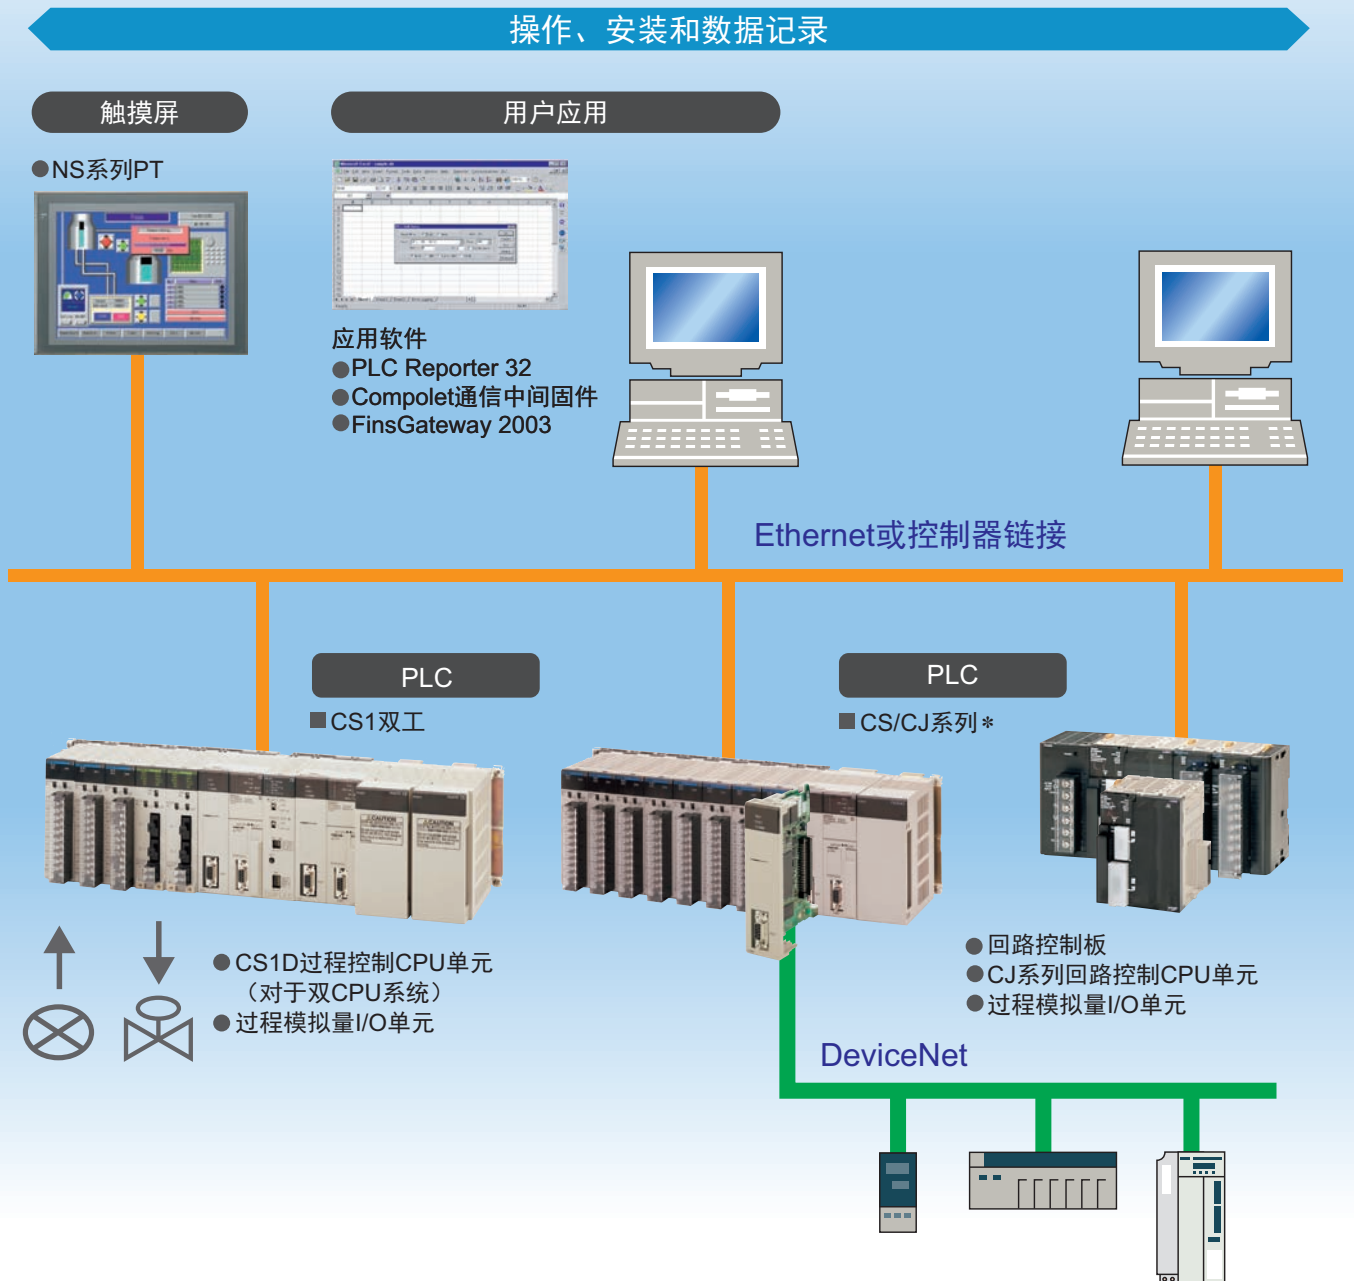 操作、安装和数据记录
触摸屏
用户应用
●NS系列PT
应用软件
●PLC Reporter 32
●Compolet通信中间固件
●FinsGateway 2003
Ethernet或控制器链接
PLC
■CS1双工
PLC
■CS/CJ系列*
CAUTION
CAUTION
●CS1D过程控制CPU单元
（对于双CPU系统）
●过程模拟量I/O单元
●回路控制板
●CJ系列回路控制CPU单元
●过程模拟量I/O单元
DeviceNet